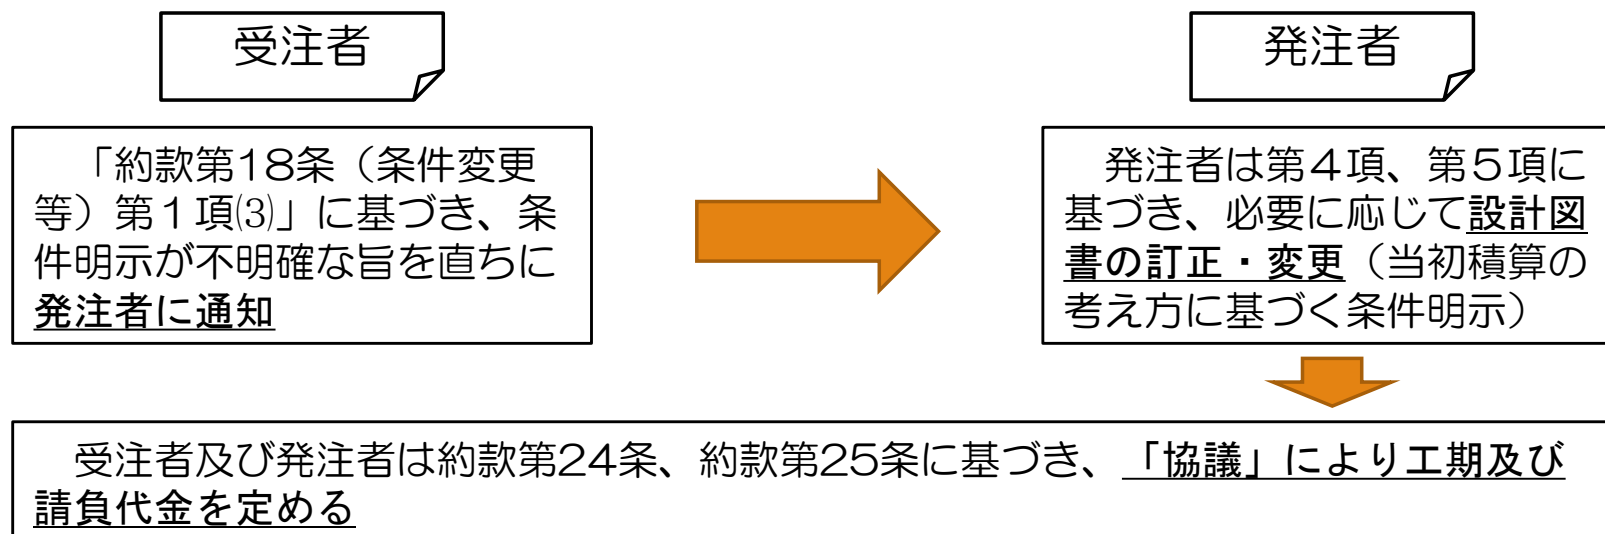 受注者
発注者
「約款第18条（条件変更
等）第１項⑶」に基づき、条
件明示が不明確な旨を直ちに
発注者に通知
発注者は第４項、第５項に
基づき、必要に応じて設計図
書の訂正・変更（当初積算の
考え方に基づく条件明示）
受注者及び発注者は約款第24条、約款第25条に基づき、「協議」により工期及び
請負代金を定める